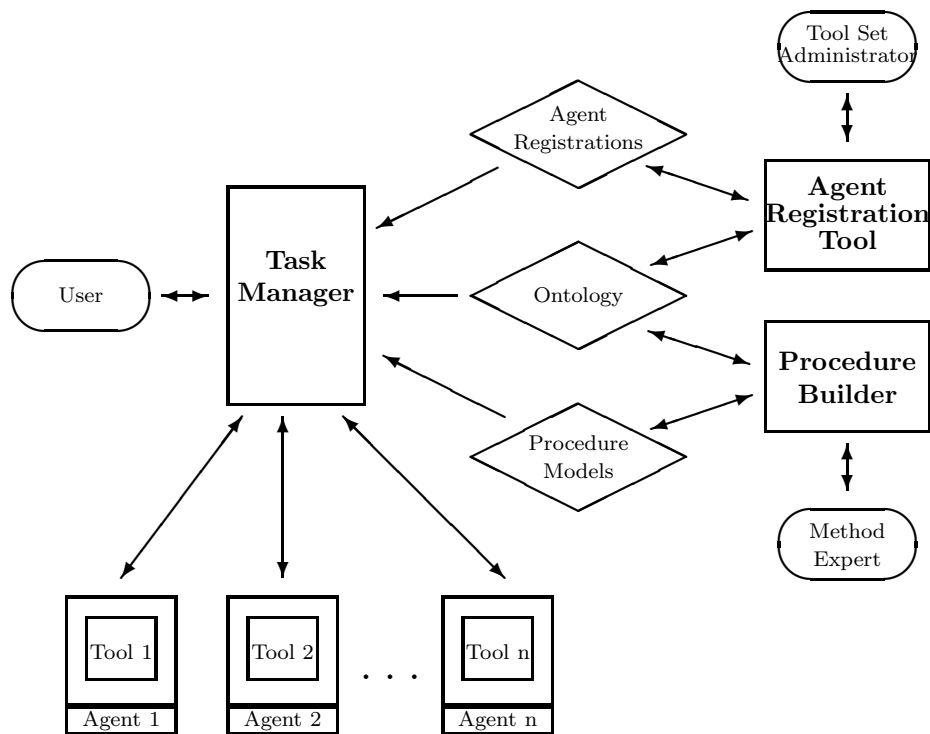 Tool Set
Administrator
Agent
Registrations
Agent
Registration
Tool
Task
Manager
User
Ontology
Procedure
Builder
Procedure
Models
Method
Expert
Tool 1
Tool 2
. . .
Tool n
Agent 1
Agent 2
Agent n